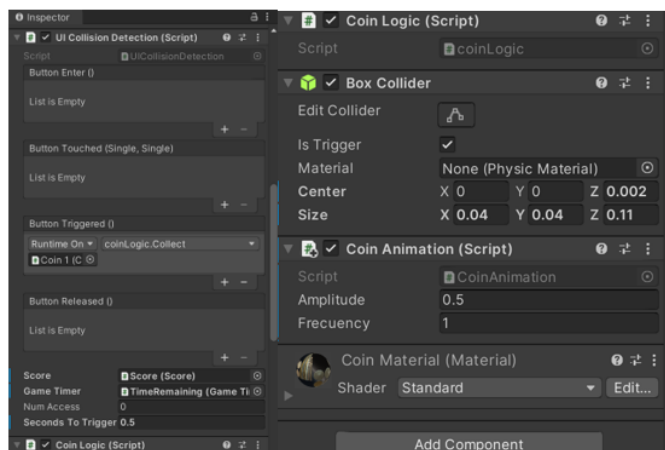 Inspector
UI Collision Detection (Script)
Script UICollisionDetection
Button Enter ()
List is Empty
+ -
Button Touched (Single, Single)
List is Empty
+ -
Button Triggered ()
Runtime On coinLogic.Collect
Coin 1 (C
+ -
Button Released ()
List is Empty
+ -
Score Score (Score)
Game Timer TimeRemaining (Game Ti
Num Access 0
Seconds To Trigger 0.5
Coin Logic (Script)
Coin Logic (Script)
Script coinLogic
Box Collider
Edit Collider
Is Trigger
Material None (Physic Material)
Center X 0 Y 0 Z 0.002
Size X 0.04 Y 0.04 Z 0.11
Coin Animation (Script)
Script CoinAnimation
Amplitude 0.5
Frecuency 1
Coin Material (Material)
Shader Standard Edit...
Add Component